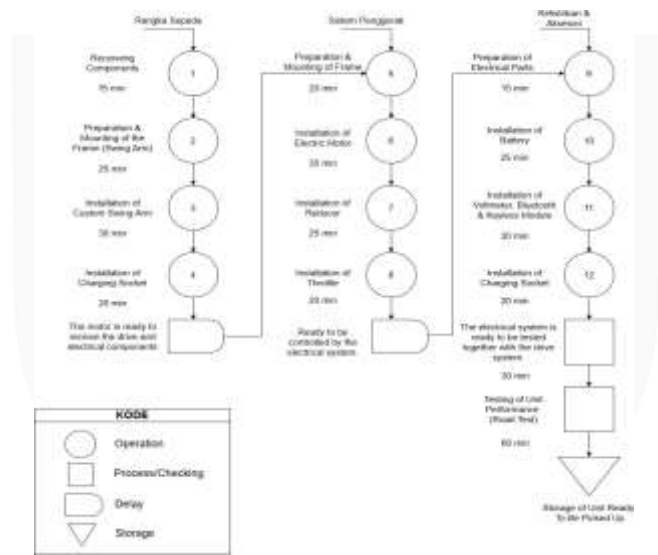 Rangka Sepeda
Receiving
Components
15 min
1
Preparation &
Mounting of the
Frame (Swing Arm)
25 min
2
Installation of
Custom Swing Arm
30 min
3
Installation of
Charging Socket
20 min
4
The motor is ready to
receive the drive and
electrical components
Sistem Penggerak
Preparation &
Mounting of Frame
20 min
5
Installation of
Electric Motor
6
Installation of
25 min
7
Installation of
Throttle
20 min
8
Ready to be
controlled by the
electrical system
Kelistrikan &
Aksesori
Preparation of
Electrical Parts
15 min
9
Installation of
Battery
25 min
10
Installation of
Voltmeter, Bluetooth
& Keyless Module
11
Installation of
Charging Socket
20 min
12
The electrical system is
ready to be tested
together with the drive
system
Testing of Unit
Performance
(Road Test)
60 min
Storage of Unit Ready
To Be Picked Up
KODE
Operation
Process/Checking
Delay
Storage